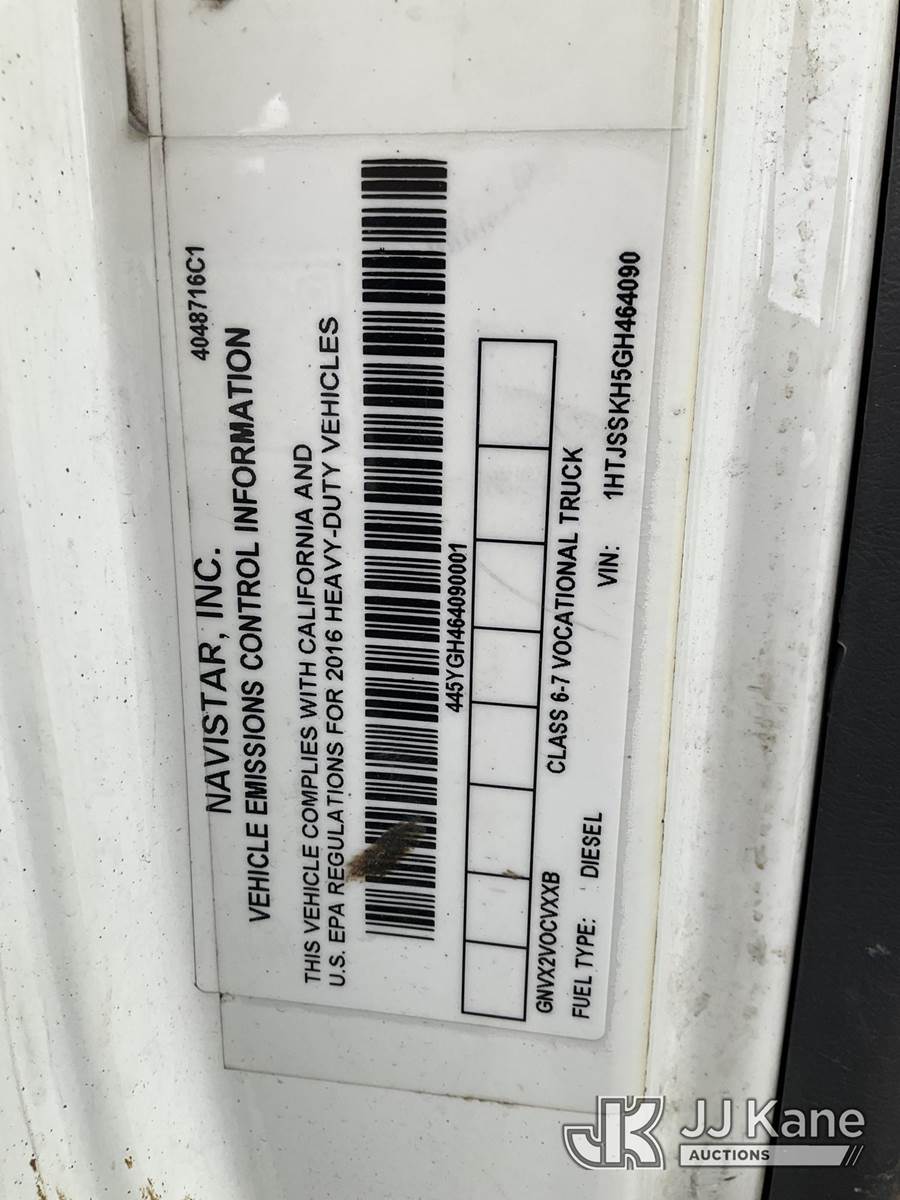 4048716C1
NAVISTAR, INC.
VEHICLE EMISSIONS CONTROL INFORMATION
THIS VEHICLE COMPLIES WITH CALIFORNIA AND
U.S. EPA REGULATIONS FOR 2016 HEAVY-DUTY VEHICLES
445YGH464090001
GNVX2VOCVXXB CLASS 6-7 VOCATIONAL TRUCK
FUEL TYPE: DIESEL VIN: 1HTJSSKH5GH464090
JK JJ Kane
AUCTIONS